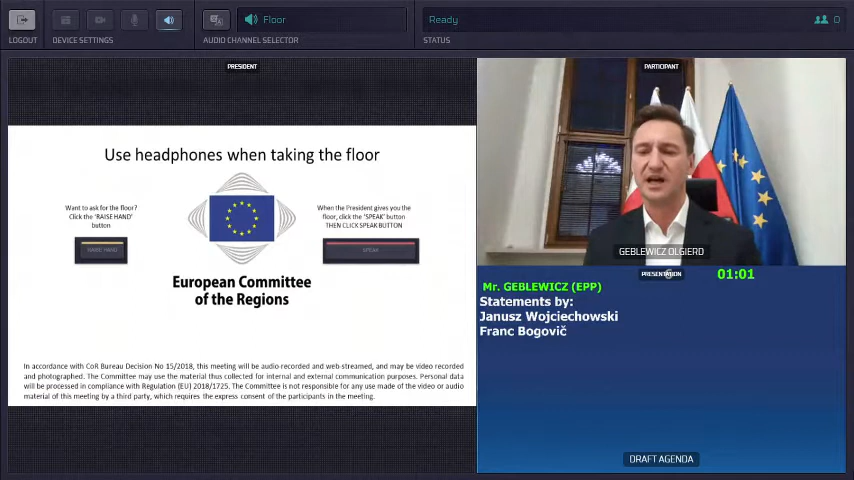 LOGOUT
DEVICE SETTINGS
AUDIO CHANNEL SELECTOR
Floor
Ready
STATUS
0
PRESIDENT
Use headphones when taking the floor
Want to ask for the floor?
Click the 'RAISE HAND'
button
RAISE HAND
When the President gives you the
floor, click the 'SPEAK' button
THEN CLICK SPEAK BUTTON
SPEAK
European Committee
of the Regions
In accordance with CoR Bureau Decision No 15/2018, this meeting will be audio-recorded and web-streamed, and may be video recorded
and photographed. The Committee may use the material thus collected for internal and external communication purposes. Personal data
will be processed in compliance with Regulation (EU) 2018/1725. The Committee is not responsible for any use made of the video or audio
material of this meeting by a third party, which requires the express consent of the participants in the meeting.
PARTICIPANT
GEBLEWICZ OLGIERD
PRESENTATION
01:01
Mr. GEBLEWICZ (EPP)
Statements by:
Janusz Wojciechowski
Franc Bogovič
DRAFT AGENDA